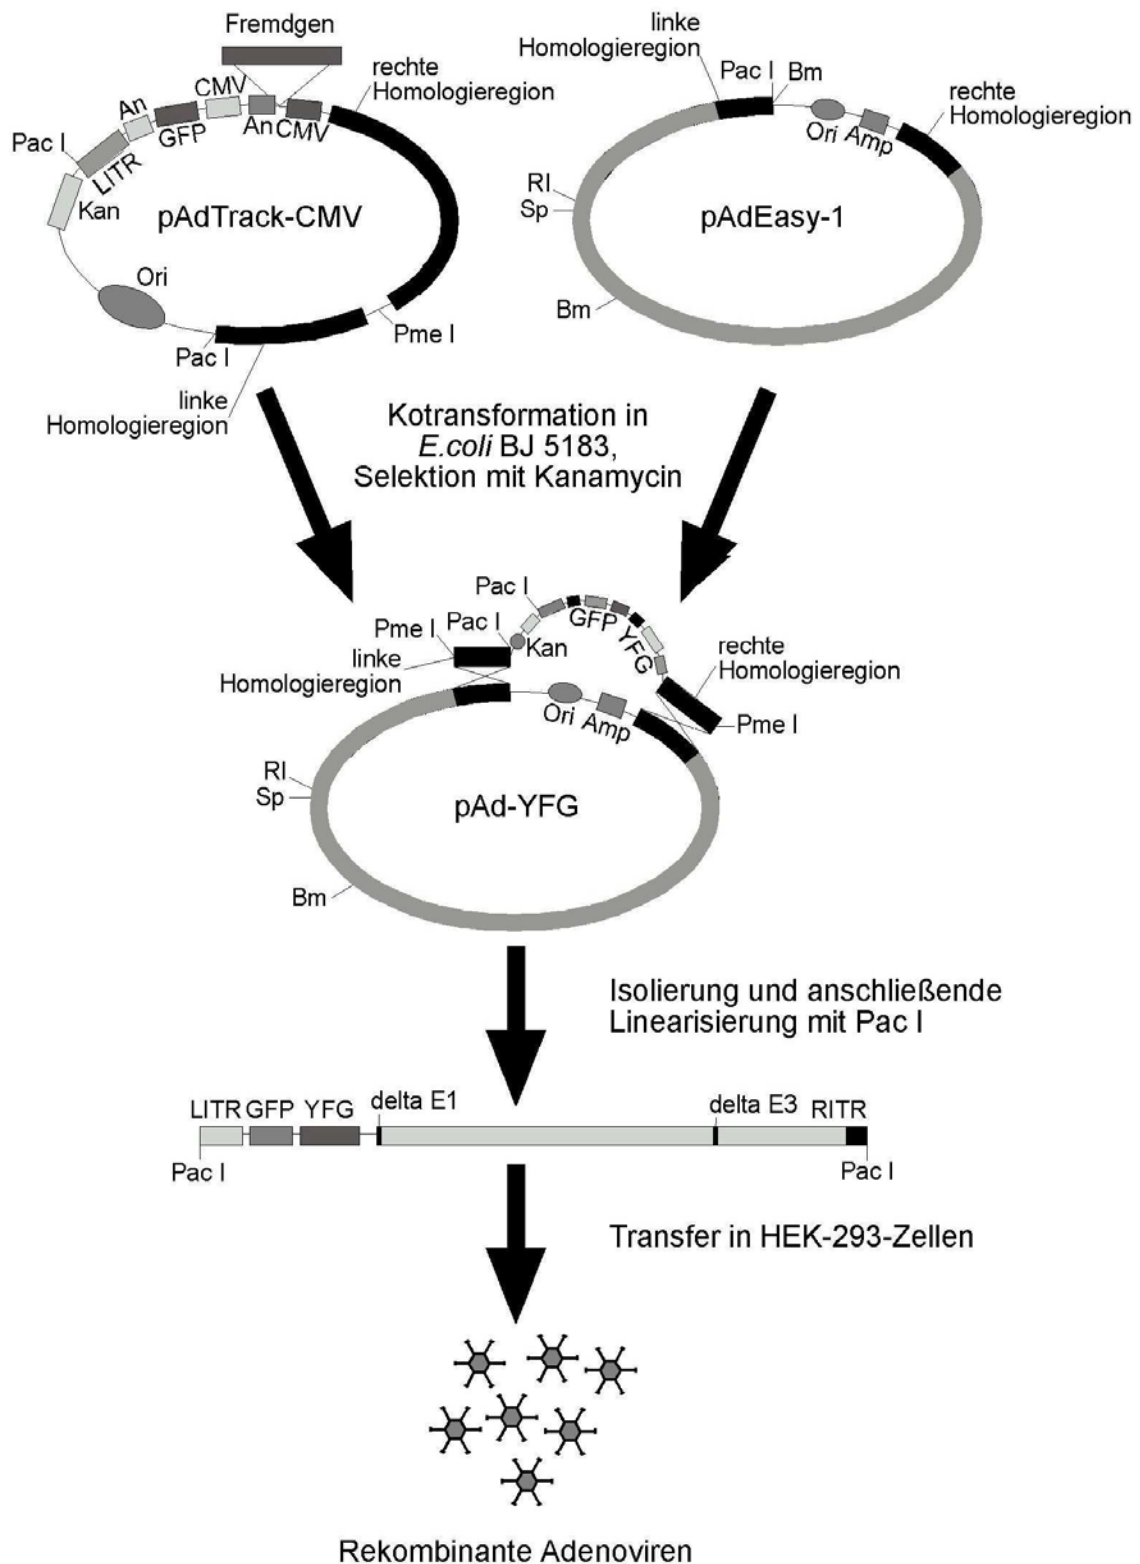 Fremdgen
rechte
Homologieregion
CMV
An
GFP
An
CMV
Pac I
LITR
Kan
pAdTrack-CMV
Ori
Pac I
Pme I
linke
Homologieregion
linke
Homologieregion
Pac I
Bm
rechte
Homologieregion
Ori
Amp
RI
Sp
pAdEasy-1
Bm
Kotransformation in
E.coli BJ 5183,
Selektion mit Kanamycin
Pac I
Pac I
Pme I
GFP
YFG
Kan
linke
Homologieregion
rechte
Homologieregion
Ori
Amp
Pme I
RI
Sp
pAd-YFG
Bm
Isolierung und anschließende
Linearisierung mit Pac I
LITR GFP YFG delta E1 delta E3 RITR
Pac I
Pac I
Transfer in HEK-293-Zellen
Rekombinante Adenoviren